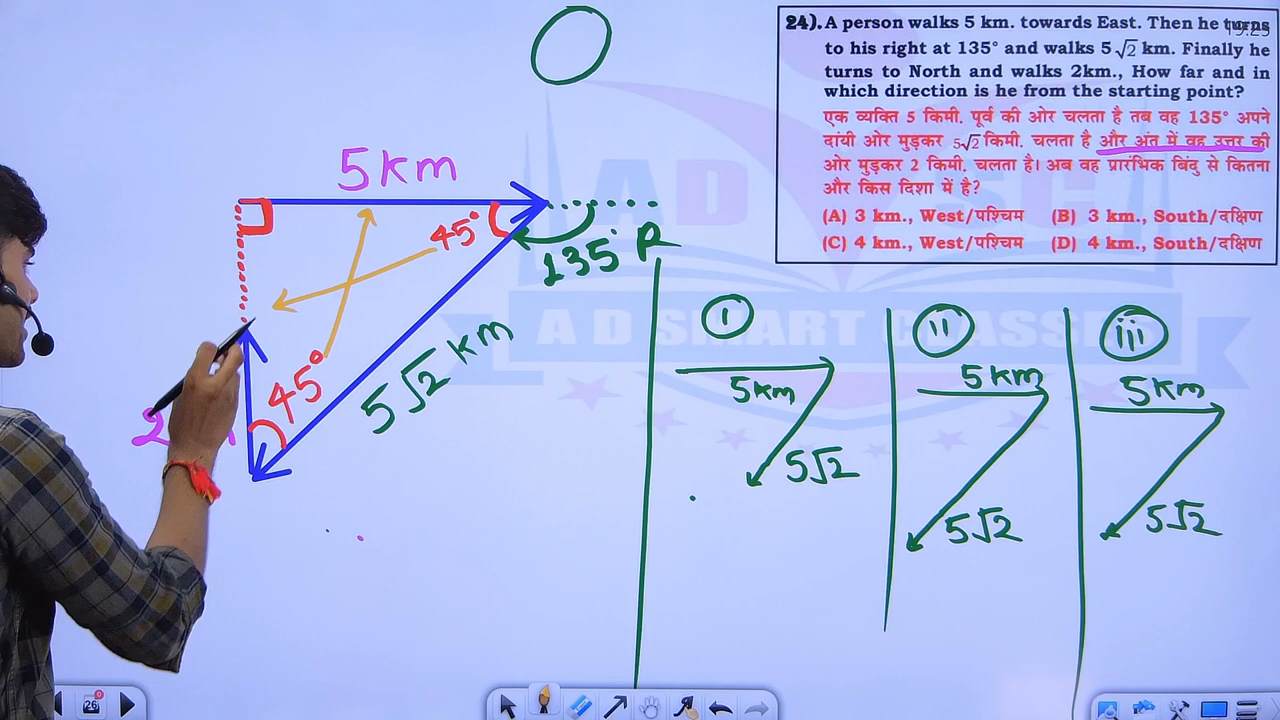 24). A person walks 5 km. towards East. Then he turns
to his right at 135° and walks 5√2 km. Finally he
turns to North and walks 2km., How far and in
which direction is he from the starting point?
एक व्यक्ति 5 किमी. पूर्व की ओर चलता है तब वह 135° अपने
दांयी ओर मुड़कर 5√2 किमी. चलता है और अंत में वह उत्तर की
ओर मुड़कर 2 किमी. चलता है। अब वह प्रारंभिक बिंदु से कितना
और किस दिशा में है?
(A) 3 km., West/पश्चिम (B) 3 km., South/दक्षिण
(C) 4 km., West/पश्चिम (D) 4 km., South/दक्षिण
5km
45°
135° R
45°
5√2 km
2
A D SMART CLASSE
i
5km
5√2
ii
5km
5√2
iii
5km
5√2
26